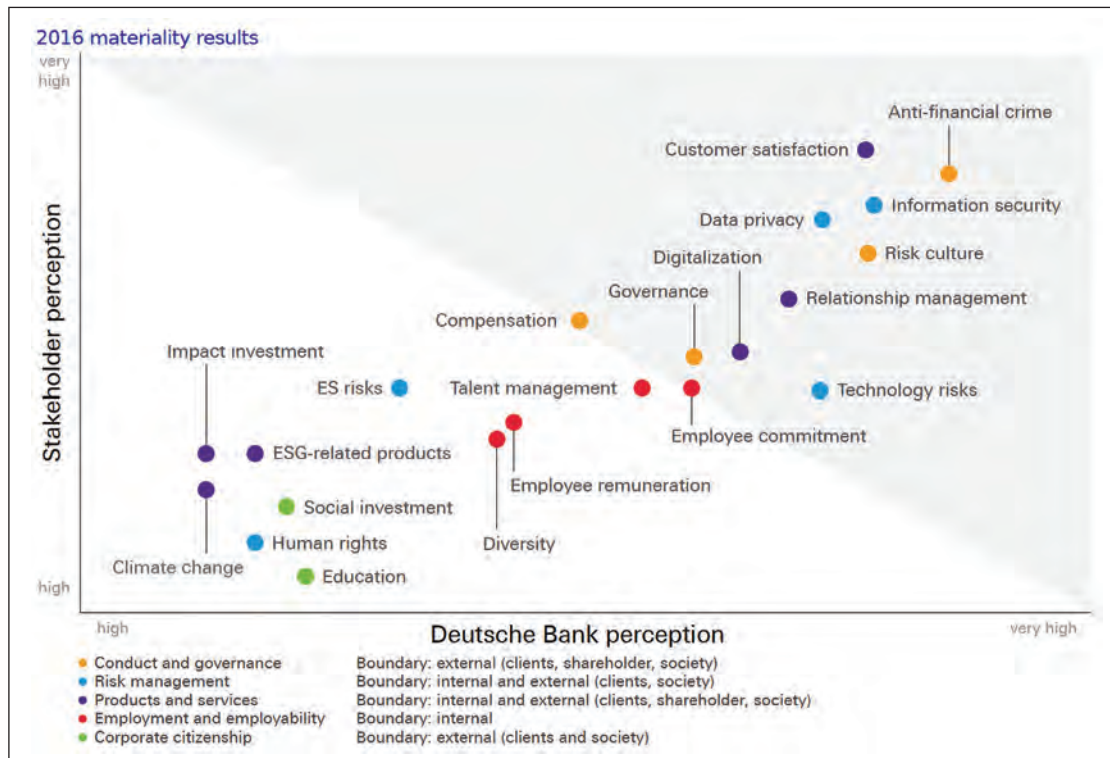 2016 materiality results
very
high
Anti-financial crime
Customer satisfaction
Information security
Data privacy
Risk culture
Digitalization
Governance
Relationship management
Compensation
Impact investment
ES risks
Talent management
Technology risks
Employee commitment
ESG-related products
Employee remuneration
Social investment
Human rights
Diversity
Climate change
Education
Stakeholder perception
high
high
Deutsche Bank perception
very high
Conduct and governance Boundary: external (clients, shareholder, society)
Risk management Boundary: internal and external (clients, society)
Products and services Boundary: internal and external (clients, shareholder, society)
Employment and employability Boundary: internal
Corporate citizenship Boundary: external (clients and society)